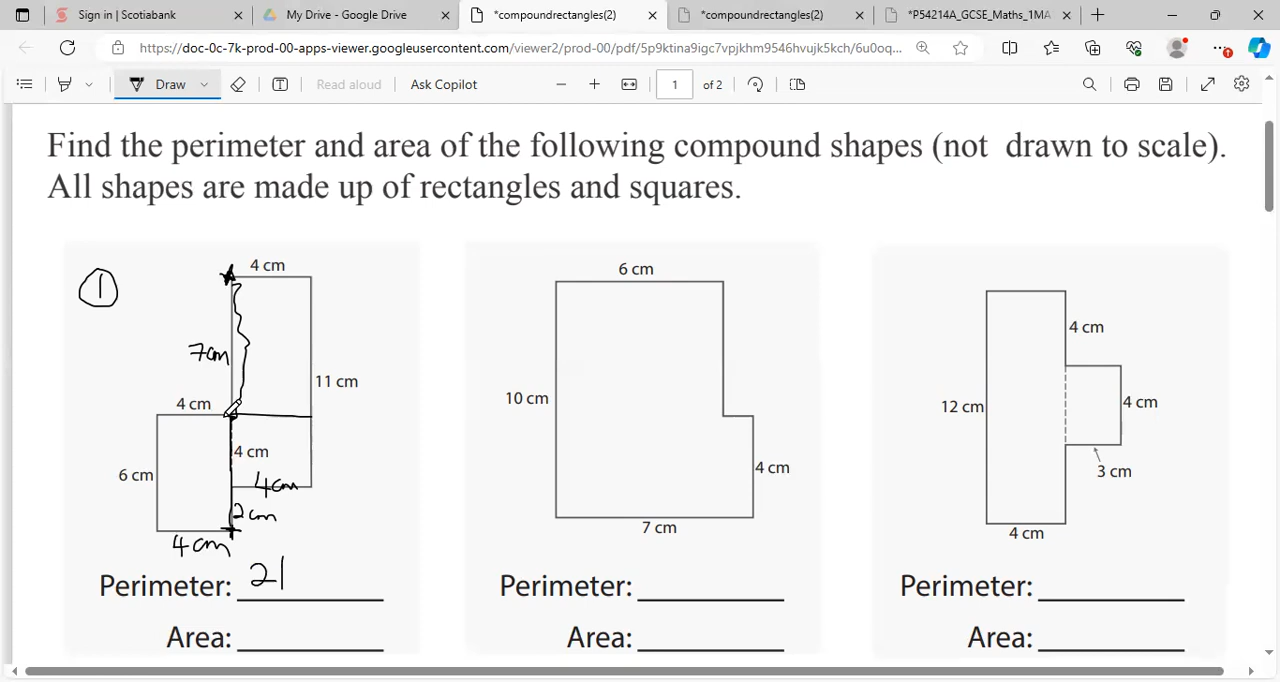 Sign in | Scotiabank
My Drive - Google Drive
*compoundrectangles(2)
*compoundrectangles(2)
*P54214A_GCSE_Maths_1MA
https://doc-0c-7k-prod-00-apps-viewer.googleusercontent.com/viewer2/prod-00/pdf/5p9ktina9igc7vpjkhm9546hvujk5kch/6u0oq...
Draw
Read aloud
Ask Copilot
1 of 2
Find the perimeter and area of the following compound shapes (not drawn to scale).
All shapes are made up of rectangles and squares.
1
4 cm
7cm
11 cm
4 cm
4 cm
6 cm
4cm
2cm
4cm
Perimeter: 21
Area:
6 cm
10 cm
4 cm
7 cm
Perimeter:
Area:
4 cm
12 cm
4 cm
3 cm
4 cm
Perimeter:
Area: